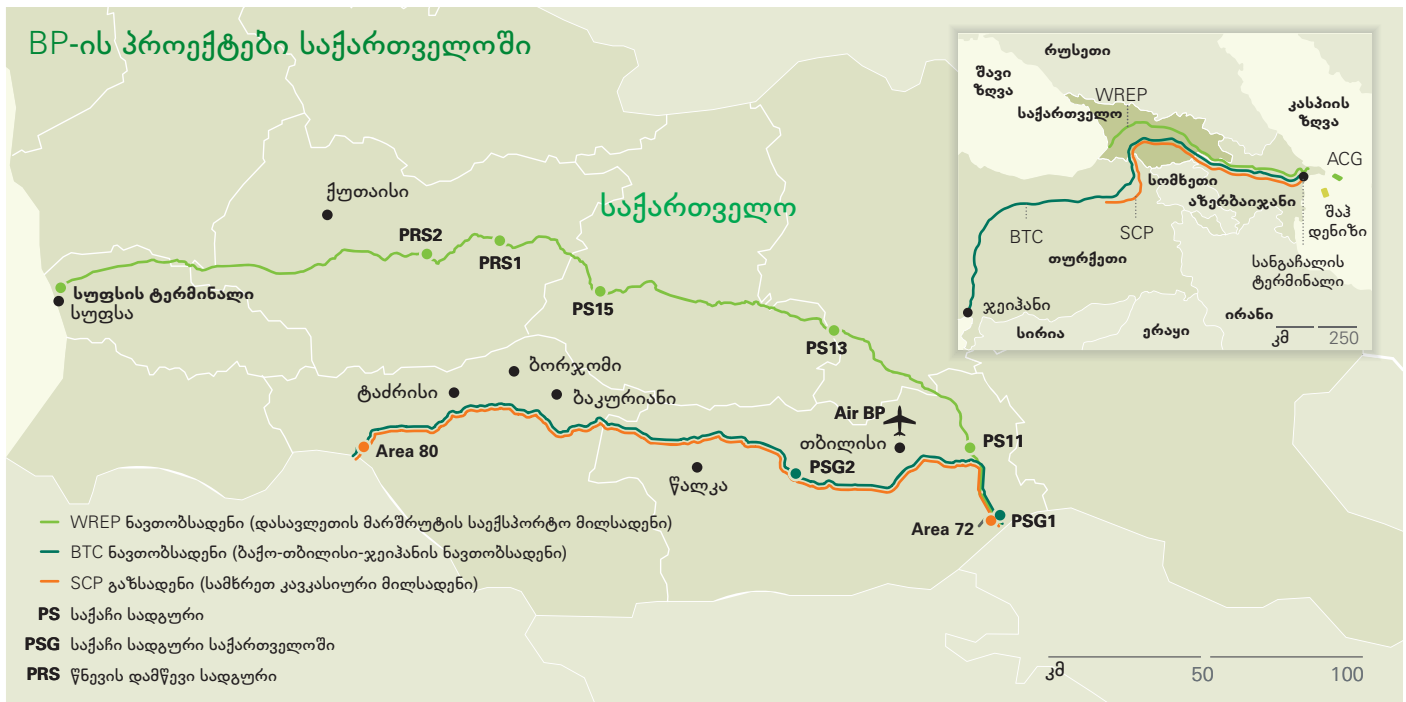 BP-ის პროექტები საქართველოში
რუსეთი
შავი
ზღვა
WREP
საქართველო
კასპიის
ზღვა
ACG
სომხეთი
აზერბაიჯანი
შაჰ
დენიზი
BTC
SCP
თურქეთი
სანგაჩალის
ტერმინალი
ჯეიჰანი
სირია
ერაყი
ირანი
კმ 250
ქუთაისი
საქართველო
PRS2
PRS1
სუფსის ტერმინალი
სუფსა
PS15
PS13
ბორჯომი
ტაძრისი
ბაკურიანი
Air BP
თბილისი
PS11
Area 80
PSG2
წალკა
Area 72
PSG1
WREP ნავთობსადენი (დასავლეთის მარშრუტის საექსპორტო მილსადენი)
BTC ნავთობსადენი (ბაქო-თბილისი-ჯეიჰანის ნავთობსადენი)
SCP გაზსადენი (სამხრეთ კავკასიური მილსადენი)
PS საქაჩი სადგური
PSG საქაჩი სადგური საქართველოში
PRS წნევის დამწევი სადგური
კმ 50 100